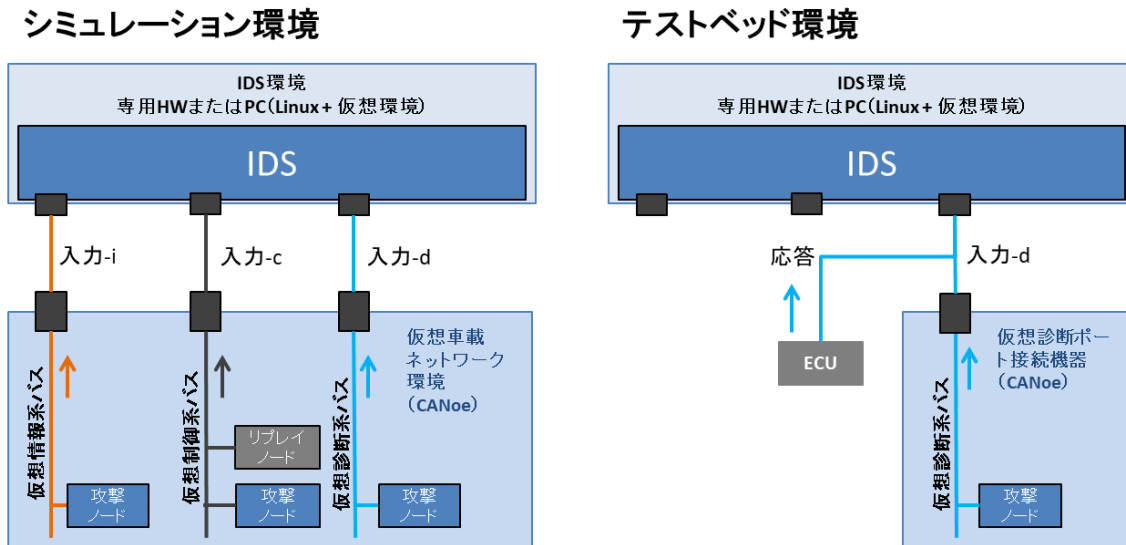 シミュレーション環境
IDS環境
専用HWまたはPC(Linux + 仮想環境)
IDS
入力-i
入力-c
入力-d
仮想車載
ネットワーク
環境
(CANoe)
仮想情報系バス
仮想制御系バス
仮想診断系バス
リプレイ
ノード
攻撃
ノード
攻撃
ノード
攻撃
ノード
テストベッド環境
IDS環境
専用HWまたはPC(Linux + 仮想環境)
IDS
応答
入力-d
ECU
仮想診断ポー
ト接続機器
(CANoe)
仮想診断系バス
攻撃
ノード